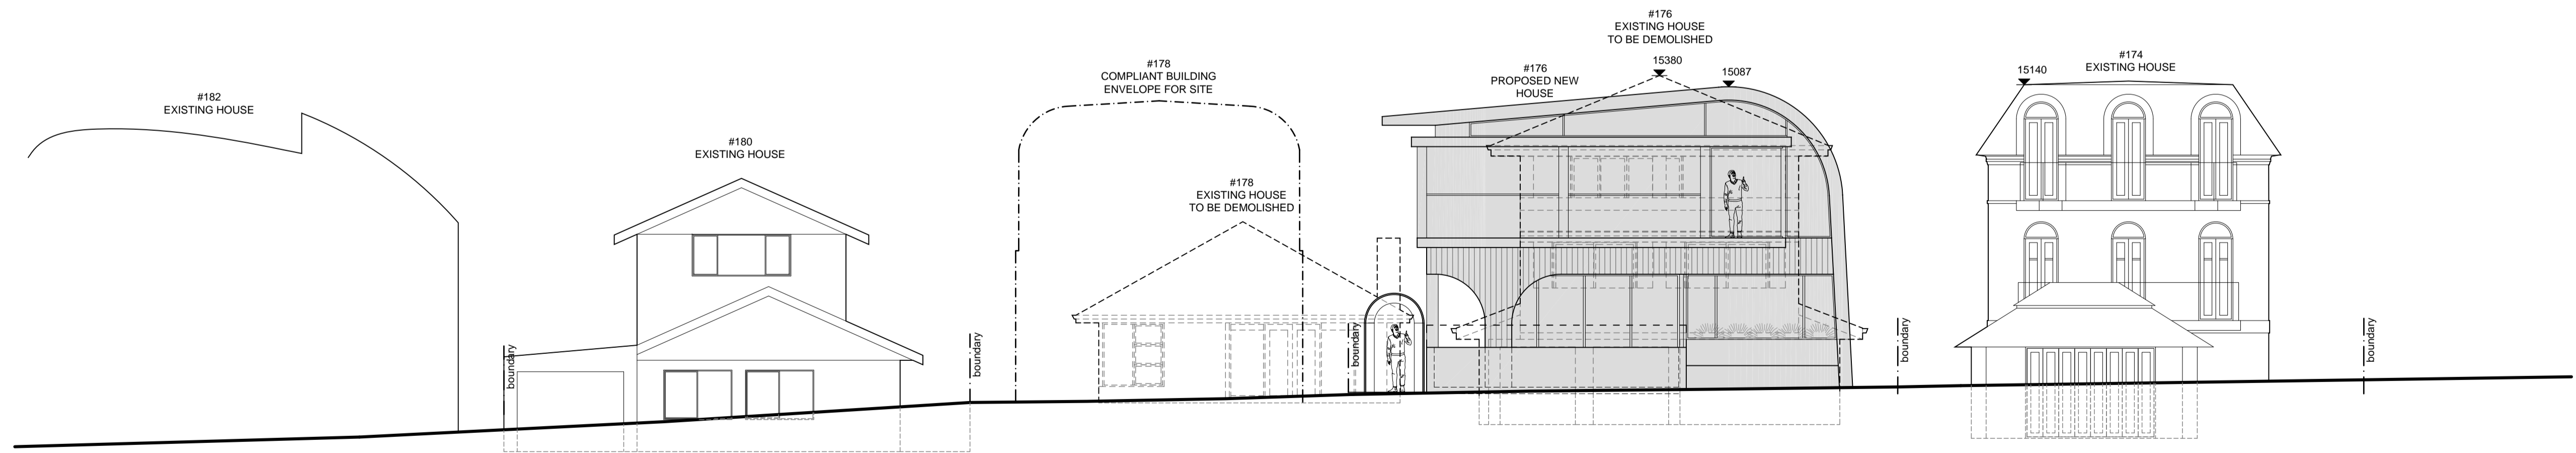 #182
EXISTING HOUSE
#180
EXISTING HOUSE
#178
COMPLIANT BUILDING
ENVELOPE FOR SITE
#178
EXISTING HOUSE
TO BE DEMOLISHED
#176
PROPOSED NEW
HOUSE
#176
EXISTING HOUSE
TO BE DEMOLISHED
15380
15087
15140
#174
EXISTING HOUSE
boundary
boundary
boundary
boundary
boundary